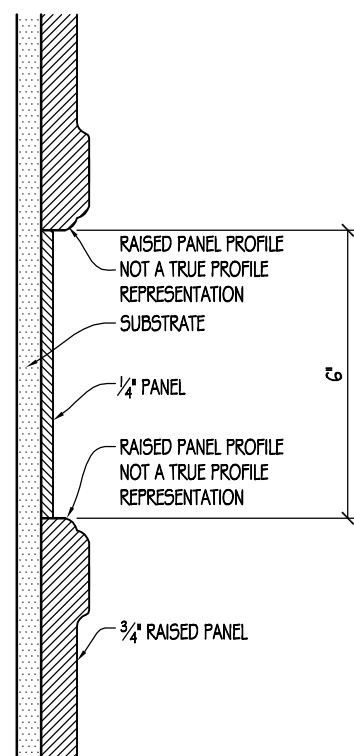 RAISED PANEL PROFILE
NOT A TRUE PROFILE
REPRESENTATION
SUBSTRATE
1/4" PANEL
6"
RAISED PANEL PROFILE
NOT A TRUE PROFILE
REPRESENTATION
3/4" RAISED PANEL